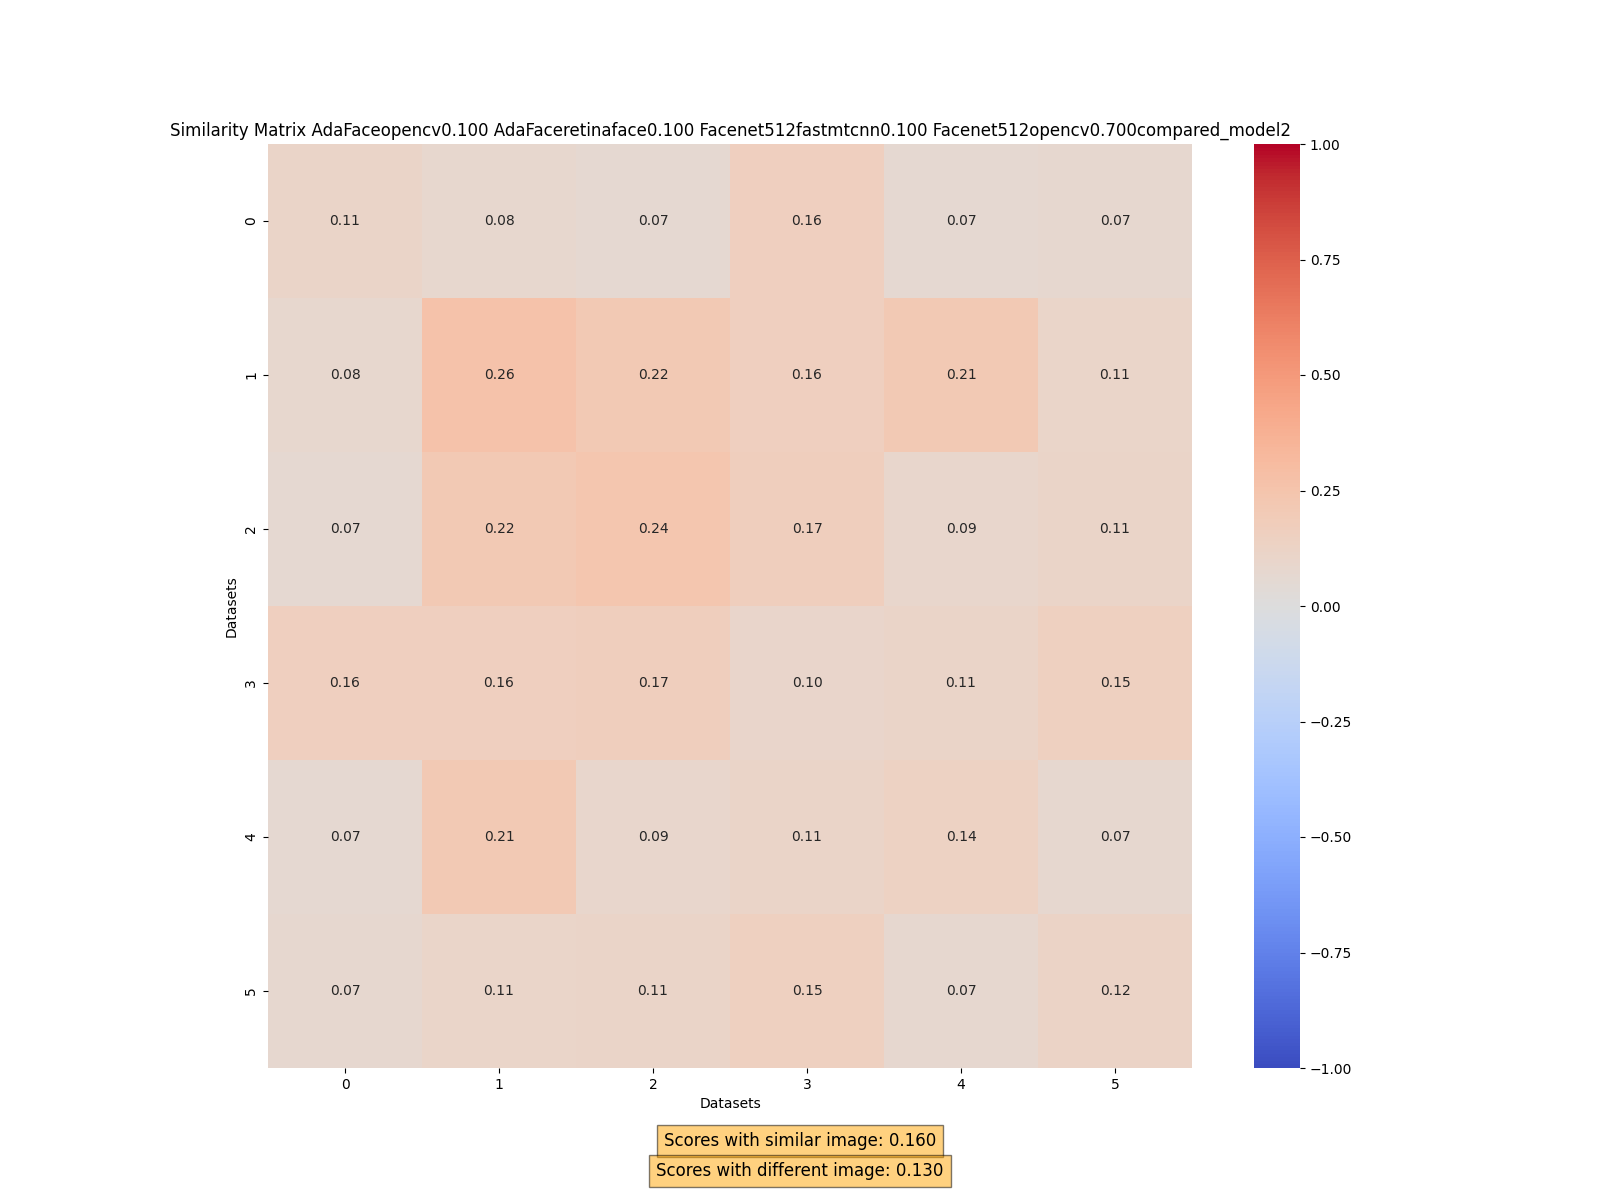 Similarity Matrix AdaFaceopencv0.100 AdaFaceretinaface0.100 Facenet512fastmtcnn0.100 Facenet512opencv0.700compared_model2
0 0.11 0.08 0.07 0.16 0.07 0.07
1 0.08 0.26 0.22 0.16 0.21 0.11
2 0.07 0.22 0.24 0.17 0.09 0.11
3 0.16 0.16 0.17 0.10 0.11 0.15
4 0.07 0.21 0.09 0.11 0.14 0.07
5 0.07 0.11 0.11 0.15 0.07 0.12
0 1 2 3 4 5
Datasets
Datasets
1.00
0.75
0.50
0.25
0.00
−0.25
−0.50
−0.75
−1.00
Scores with similar image: 0.160
Scores with different image: 0.130